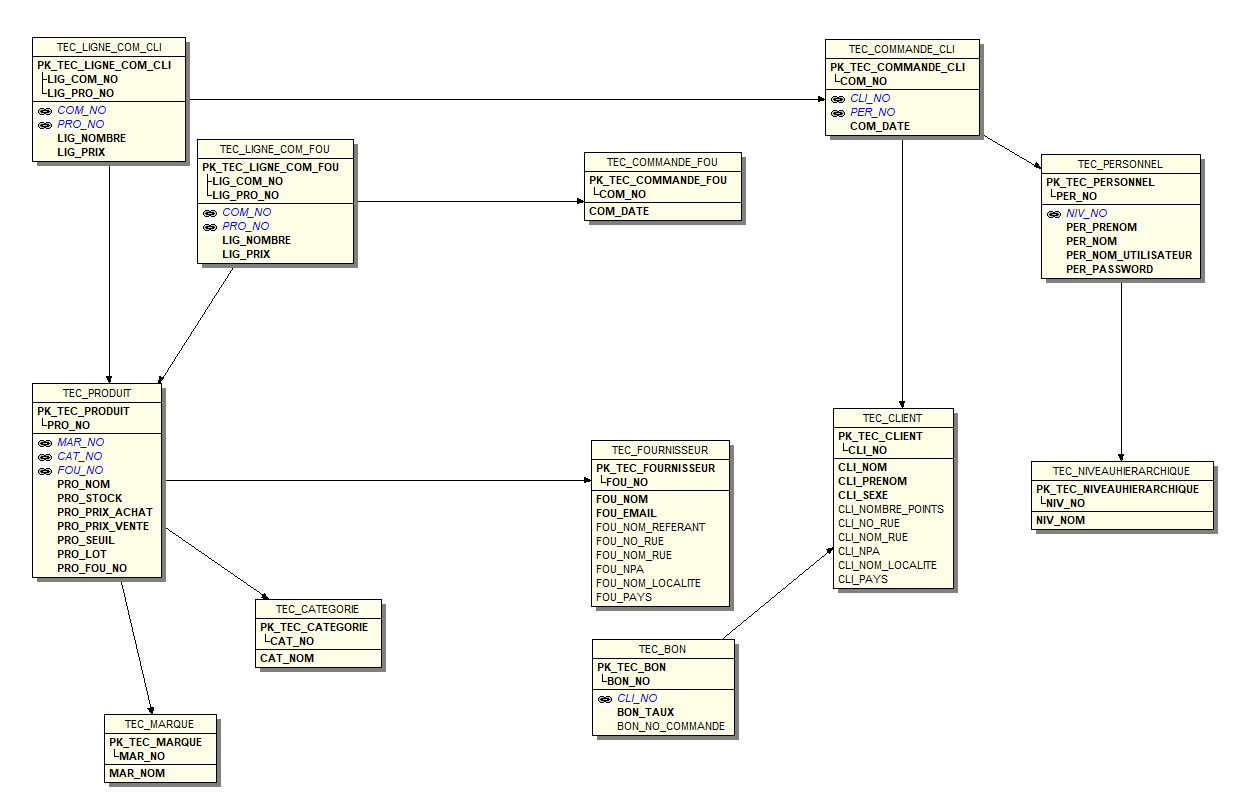 TEC_LIGNE_COM_CLI
PK_TEC_LIGNE_COM_CLI
LIG_COM_NO
LIG_PRO_NO
COM_NO
PRO_NO
LIG_NOMBRE
LIG_PRIX
TEC_COMMANDE_CLI
PK_TEC_COMMANDE_CLI
COM_NO
CLI_NO
PER_NO
COM_DATE
TEC_LIGNE_COM_FOU
PK_TEC_LIGNE_COM_FOU
LIG_COM_NO
LIG_PRO_NO
COM_NO
PRO_NO
LIG_NOMBRE
LIG_PRIX
TEC_COMMANDE_FOU
PK_TEC_COMMANDE_FOU
COM_NO
COM_DATE
TEC_PERSONNEL
PK_TEC_PERSONNEL
PER_NO
NIV_NO
PER_PRENOM
PER_NOM
PER_NOM_UTILISATEUR
PER_PASSWORD
TEC_PRODUIT
PK_TEC_PRODUIT
PRO_NO
MAR_NO
CAT_NO
FOU_NO
PRO_NOM
PRO_STOCK
PRO_PRIX_ACHAT
PRO_PRIX_VENTE
PRO_SEUIL
PRO_LOT
PRO_FOU_NO
TEC_FOURNISSEUR
PK_TEC_FOURNISSEUR
FOU_NO
FOU_NOM
FOU_EMAIL
FOU_NOM_REFERANT
FOU_NO_RUE
FOU_NOM_RUE
FOU_NPA
FOU_NOM_LOCALITE
FOU_PAYS
TEC_CLIENT
PK_TEC_CLIENT
CLI_NO
CLI_NOM
CLI_PRENOM
CLI_SEXE
CLI_NOMBRE_POINTS
CLI_NO_RUE
CLI_NOM_RUE
CLI_NPA
CLI_NOM_LOCALITE
CLI_PAYS
TEC_NIVEAUHIERARCHIQUE
PK_TEC_NIVEAUHIERARCHIQUE
NIV_NO
NIV_NOM
TEC_CATEGORIE
PK_TEC_CATEGORIE
CAT_NO
CAT_NOM
TEC_BON
PK_TEC_BON
BON_NO
CLI_NO
BON_TAUX
BON_NO_COMMANDE
TEC_MARQUE
PK_TEC_MARQUE
MAR_NO
MAR_NOM